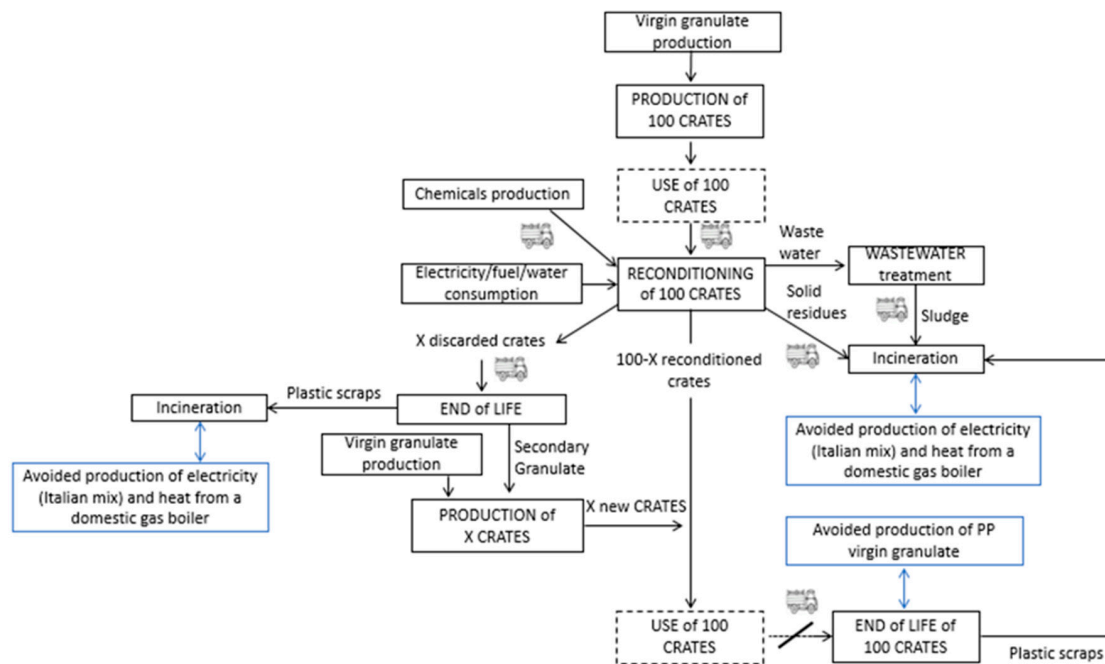 Virgin granulate
production
PRODUCTION of
100 CRATES
USE of 100
CRATES
Chemicals production
Electricity/fuel/water
consumption
RECONDITIONING
of 100 CRATES
Waste
water
WASTEWATER
treatment
Solid
residues
Sludge
Incineration
X discarded crates
100-X reconditioned
crates
Plastic scraps
Incineration
END of LIFE
Avoided production of electricity
(Italian mix) and heat from a
domestic gas boiler
Virgin granulate
production
Secondary
Granulate
Avoided production of electricity
(Italian mix) and heat from a
domestic gas boiler
PRODUCTION of
X CRATES
X new CRATES
Avoided production of PP
virgin granulate
USE of 100
CRATES
END of LIFE of
100 CRATES
Plastic scraps